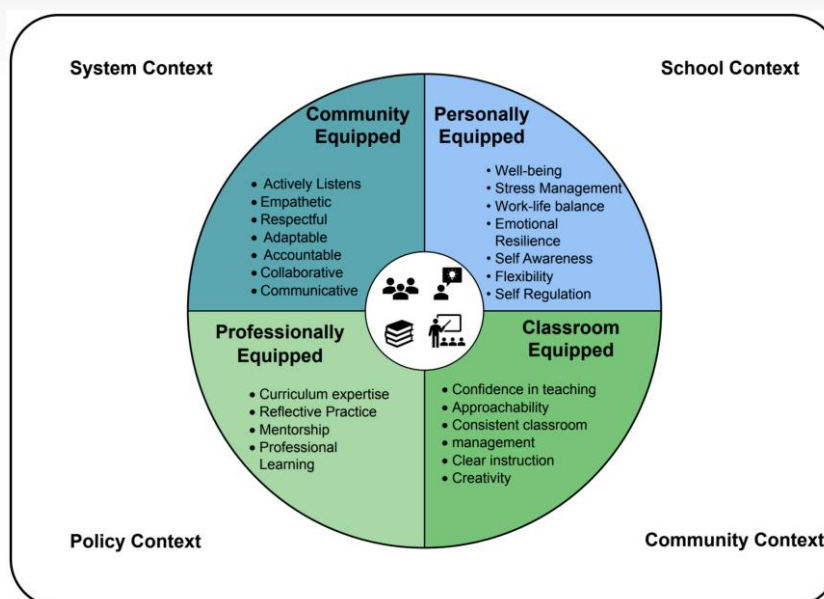 System Context
School Context
Community
Equipped
• Actively Listens
• Empathetic
• Respectful
• Adaptable
• Accountable
• Collaborative
• Communicative
Personally
Equipped
• Well-being
• Stress Management
• Work-life balance
• Emotional
Resilience
• Self Awareness
• Flexibility
• Self Regulation
Professionally
Equipped
• Curriculum expertise
• Reflective Practice
• Mentorship
• Professional
Learning
Classroom
Equipped
• Confidence in teaching
• Approachability
• Consistent classroom
• management
• Clear instruction
• Creativity
Policy Context
Community Context